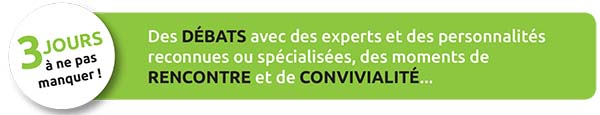 3 JOURS
à ne pas
manquer !
Des DÉBATS avec des experts et des personnalités
reconnues ou spécialisées, des moments de
RENCONTRE et de CONVIVIALITÉ...